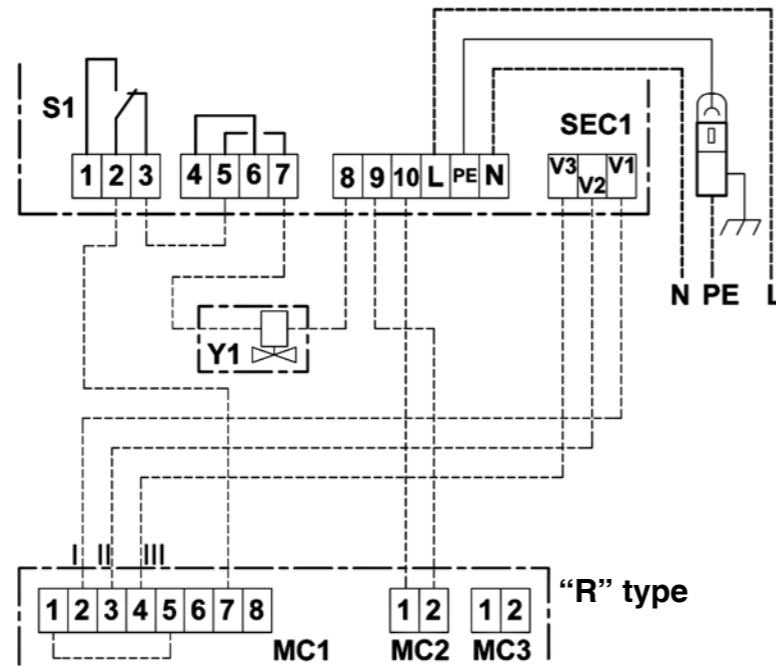 S1
SEC1
1 2 3
4 5 6 7
8 9 10 L PE N
V3 V2 V1
N PE L
Y1
I II III
"R" type
1 2 3 4 5 6 7 8
1 2
1 2
MC1
MC2
MC3